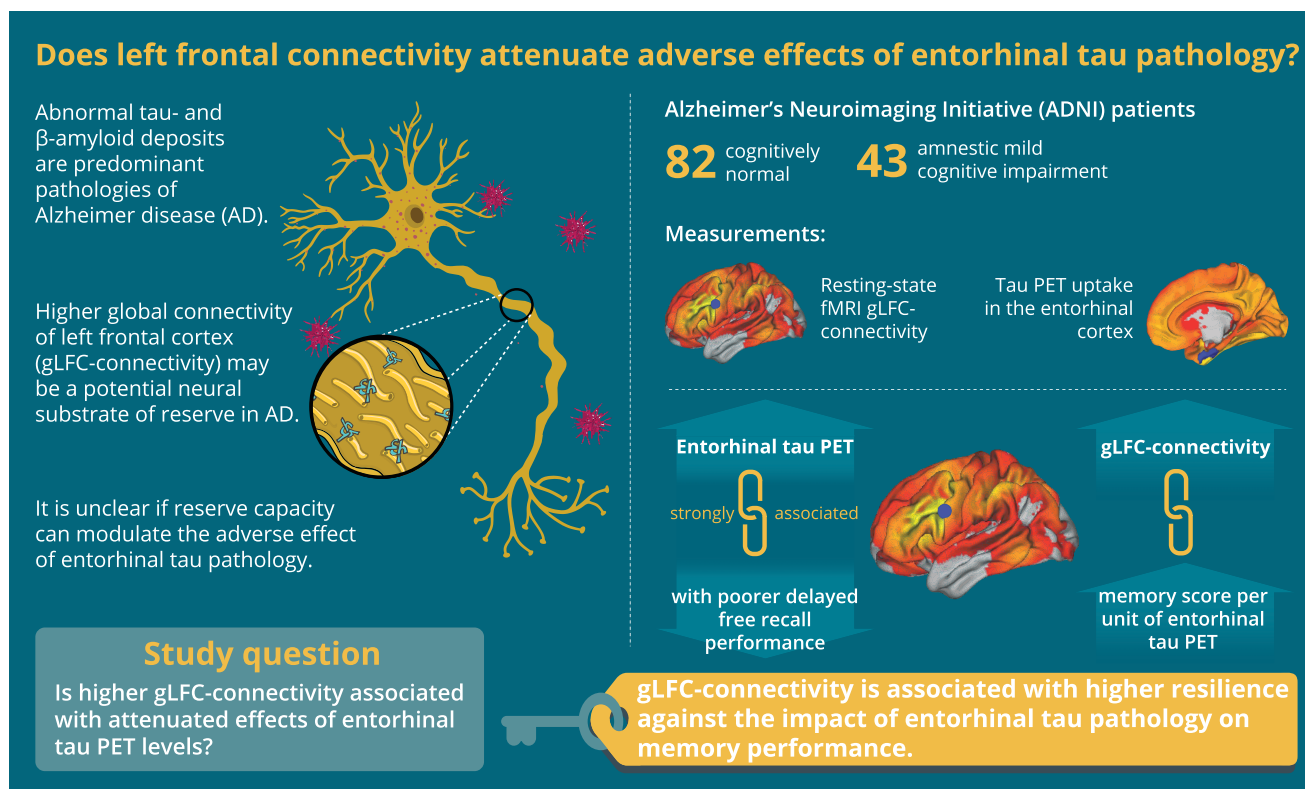 Does left frontal connectivity attenuate adverse effects of entorhinal tau pathology?
Abnormal tau- and
β-amyloid deposits
are predominant
pathologies of
Alzheimer disease (AD).
Higher global connectivity
of left frontal cortex
(gLFC-connectivity) may
be a potential neural
substrate of reserve in AD.
It is unclear if reserve capacity
can modulate the adverse effect
of entorhinal tau pathology.
Study question
Is higher gLFC-connectivity associated
with attenuated effects of entorhinal
tau PET levels?
Alzheimer’s Neuroimaging Initiative (ADNI) patients
82 cognitively
normal
43 amnestic mild
cognitive impairment
Measurements:
Resting-state
fMRI gLFC-
connectivity
Tau PET uptake
in the entorhinal
cortex
Entorhinal tau PET
strongly associated
with poorer delayed
free recall
performance
gLFC-connectivity
memory score per
unit of entorhinal
tau PET
gLFC-connectivity is associated with higher resilience
against the impact of entorhinal tau pathology on
memory performance.